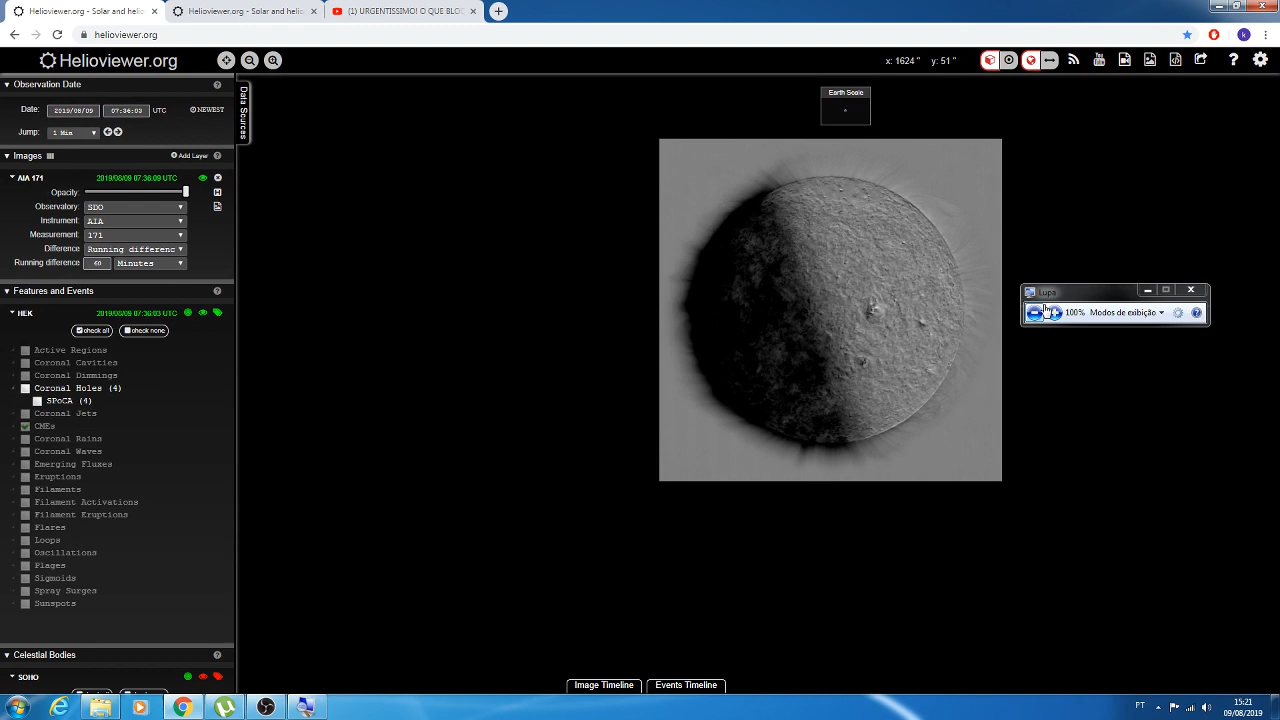 Helioviewer.org - Solar and helio
Helioviewer.org - Solar and helio
(1) URGENTISSIMO! O QUE BLOC
helioviewer.org
k
Helioviewer.org
x: 1624 " y: 51 "
You Tube
Observation Date
Date: 2019/08/09 07:36:03 UTC NEWEST
Jump: 1 Min
Images
Add Layer
AIA 171 2019/08/09 07:36:09 UTC
Opacity:
Observatory: SDO
Instrument: AIA
Measurement: 171
Difference Running differenc
Running difference 60 Minutes
Features and Events
HEK 2019/08/09 07:36:03 UTC
check all check none
Active Regions
Coronal Cavities
Coronal Dimmings
Coronal Holes (4)
SPoCA (4)
Coronal Jets
CMEs
Coronal Rains
Coronal Waves
Emerging Fluxes
Eruptions
Filaments
Filament Activations
Filament Eruptions
Flares
Loops
Oscillations
Plages
Sigmoids
Spray Surges
Sunspots
Celestial Bodies
SOHO
Data Sources
Earth Scale
Lupa
100% Modos de exibição
Image Timeline
Events Timeline
PT
15:21
09/08/2019